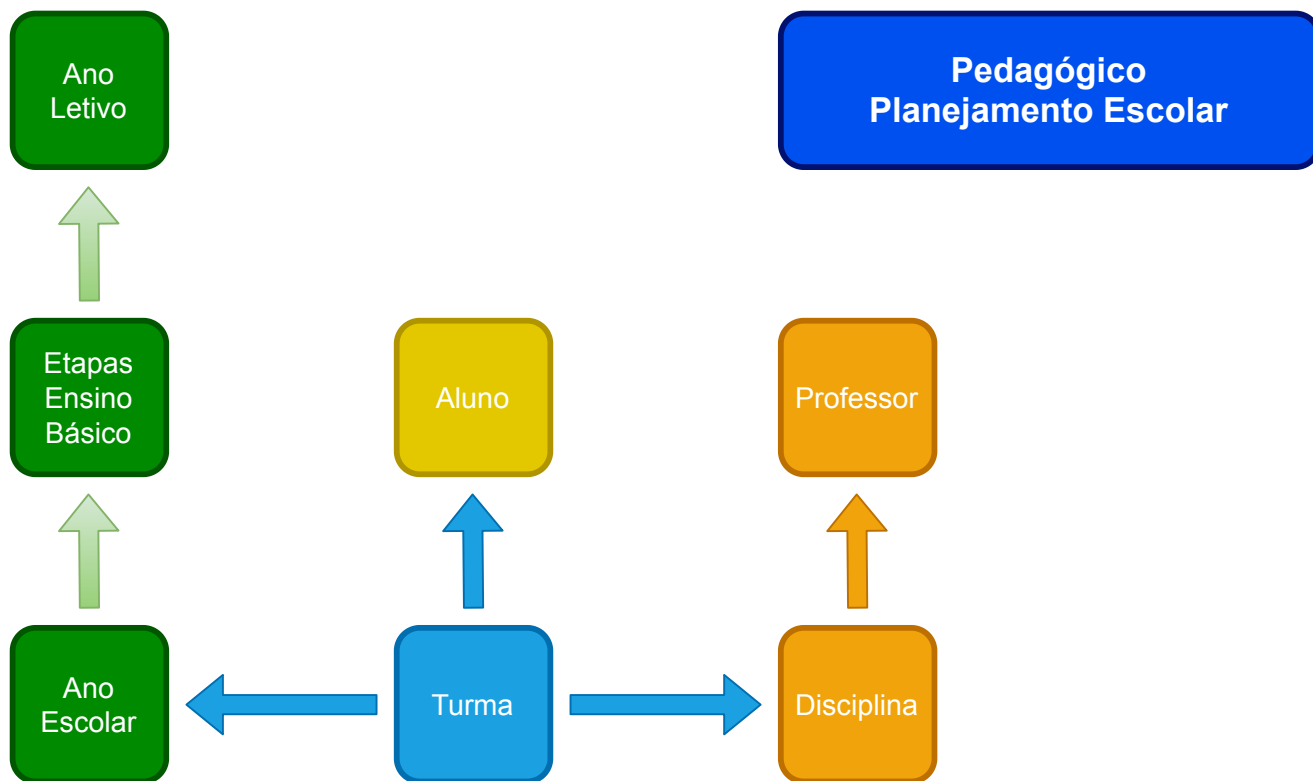 Ano
Letivo
Pedagógico
Planejamento Escolar
Etapas
Ensino
Básico
Aluno
Professor
Ano
Escolar
Turma
Disciplina